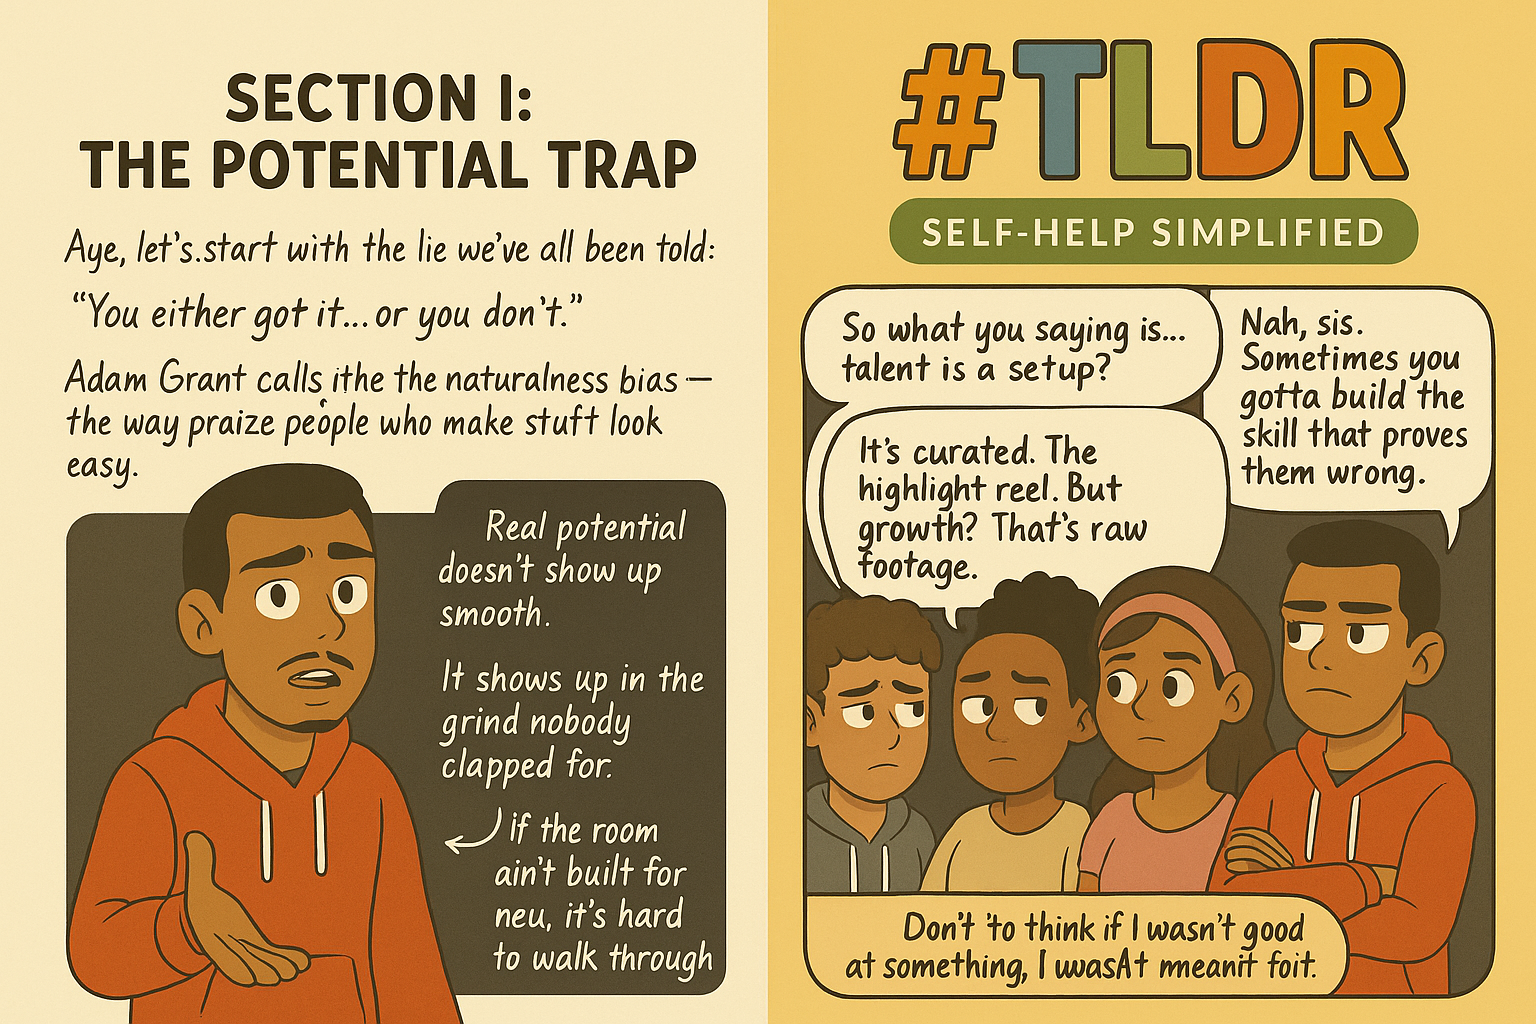 SECTION I:
THE POTENTIAL TRAP
Aye, let's.start with the lie we've all been told:
"You either got it... or you don't."
Adam Grant calls ithe the naturalness bias —
the way praize people who make stuft look
easy.
Real potential
doesn't show up
smooth.
It shows up in the
grind nobody
clapped for.
if the room
ain't built for
neu, it's hard
to walk through
#TLDR
SELF-HELP SIMPLIFIED
So what you saying is...
talent is a setup?
Nah, sis.
Sometimes you
gotta build the
skill that proves
them wrong.
It's curated. The
highlight reel. But
growth? That's raw
footage.
Don't 'to think if I wasn't good
at something, I wasAt meanit foit.